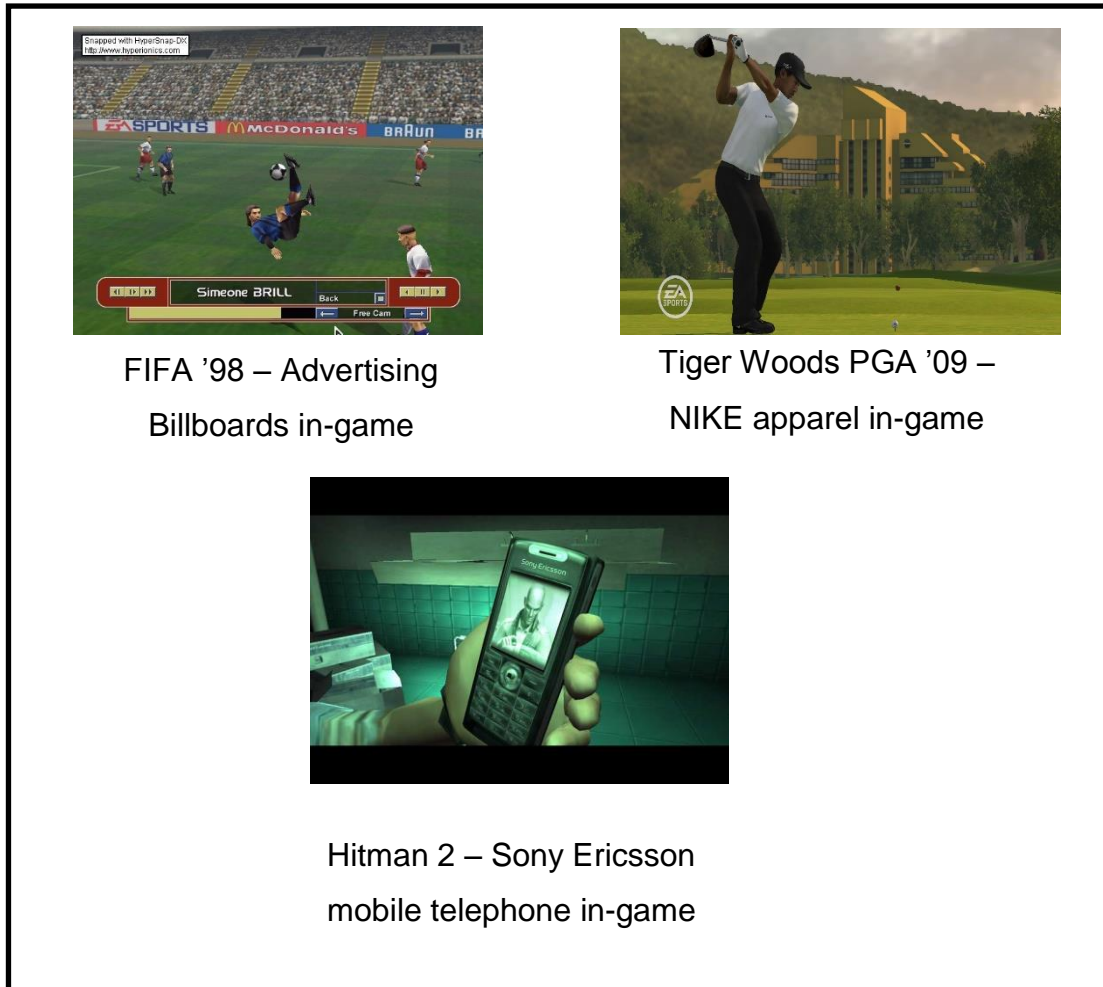 Snapped with HyperSnap-DX
http://www.hyperionics.com
EA SPORTS McDonald's BRAUN BR
Simeone BRILL
Back
Free Cam
EA
SPORTS
FIFA ’98 – Advertising
Billboards in-game
Tiger Woods PGA ’09 –
NIKE apparel in-game
Sony Ericsson
Hitman 2 – Sony Ericsson
mobile telephone in-game